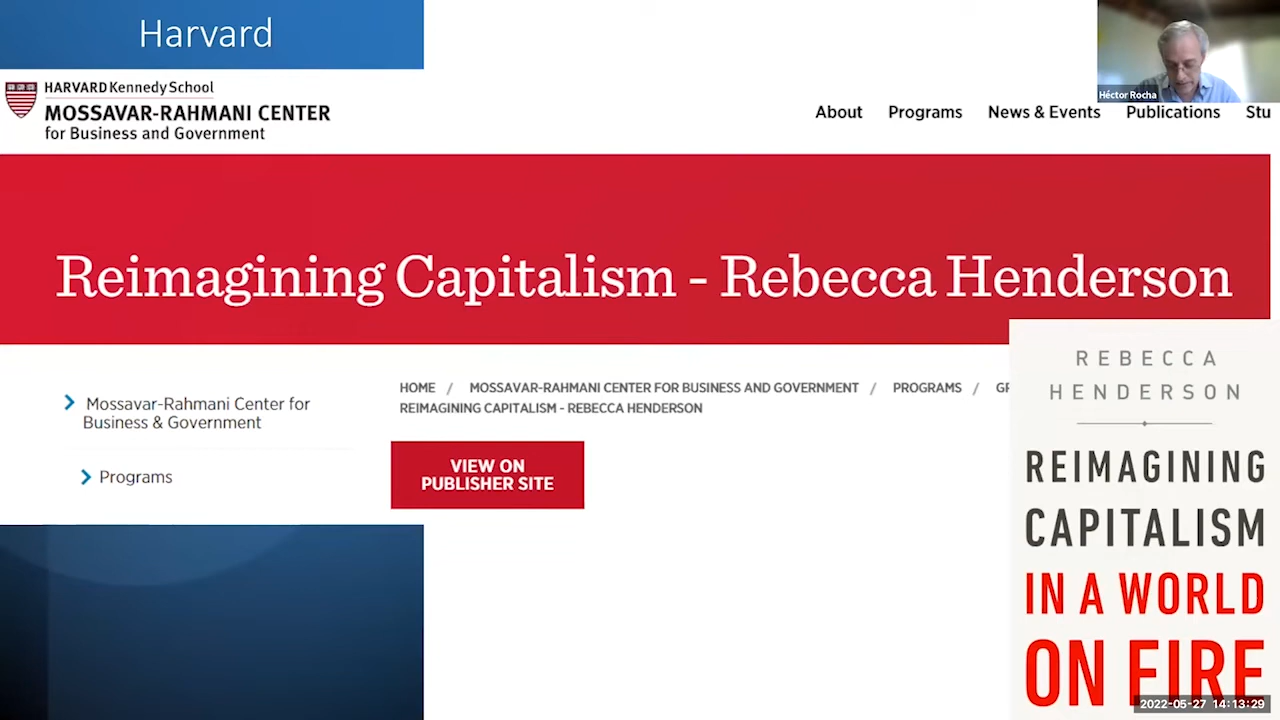 Harvard
HARVARD Kennedy School
MOSSAVAR-RAHMANI CENTER
for Business and Government
Héctor Rocha
About Programs News & Events Publications Stu
Reimagining Capitalism - Rebecca Henderson
Mossavar-Rahmani Center for
Business & Government
Programs
HOME / MOSSAVAR-RAHMANI CENTER FOR BUSINESS AND GOVERNMENT / PROGRAMS / GR
REIMAGINING CAPITALISM - REBECCA HENDERSON
VIEW ON
PUBLISHER SITE
REBECCA
HENDERSON
REIMAGINING
CAPITALISM
IN A WORLD
ON FIRE
2022-05-27 14:13:29